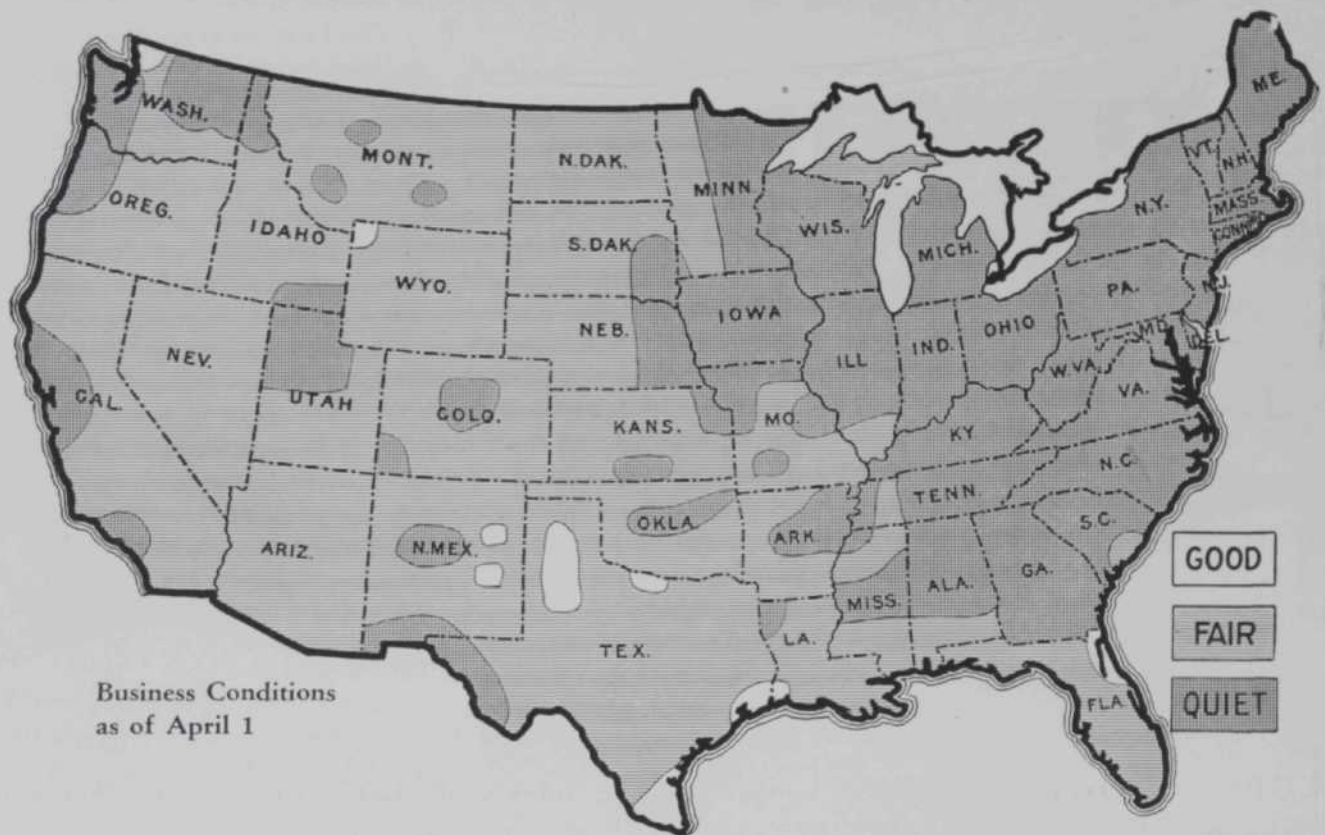 ME.
WASH.
VT.
N.H.
MONT.
N.DAK.
MINN
OREG.
N.Y.
MASS.
CONN.
IDAHO
S.DAK.
WIS.
MICH.
WYO.
PA.
N.J.
NEB.
IOWA
OHIO
MD.
DEL.
NEV.
ILL
IND.
W.VA.
VA.
CAL.
UTAH
COLO.
KANS.
MO.
KY
N.C.
TENN.
OKLA.
ARK.
S.C.
ARIZ.
N.MEX.
GOOD
GA.
MISS.
ALA.
FAIR
TEX.
LA.
FLA.
QUIET
Business Conditions
as of April 1